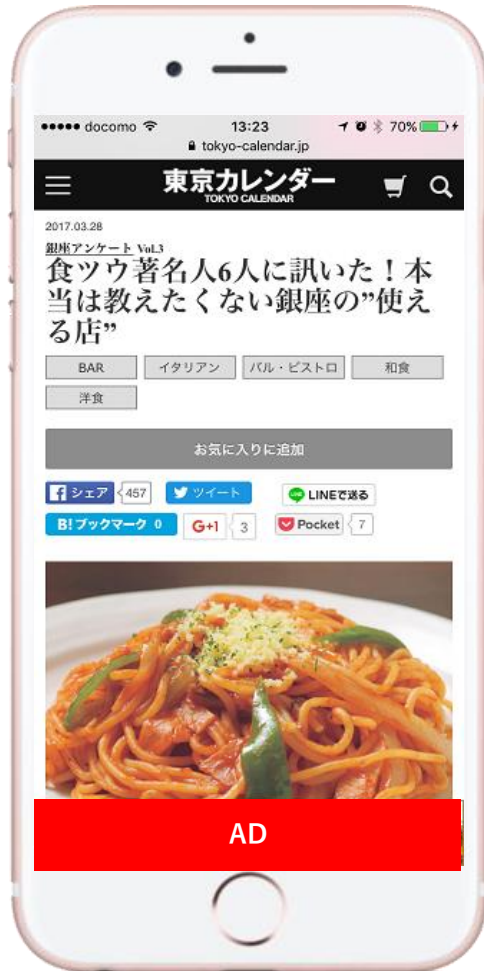 docomo 13:23 70%
tokyo-calendar.jp
東京カレンダー
TOKYO CALENDAR
2017.03.28
銀座アンケート Vol.3
食ツウ著名人6人に訊いた！本
当は教えたくない銀座の”使え
る店”
BAR イタリアン バル・ビストロ 和食
洋食
お気に入りに追加
シェア 457 ツイート LINEで送る
B! ブックマーク 0 G+1 3 Pocket 7
AD